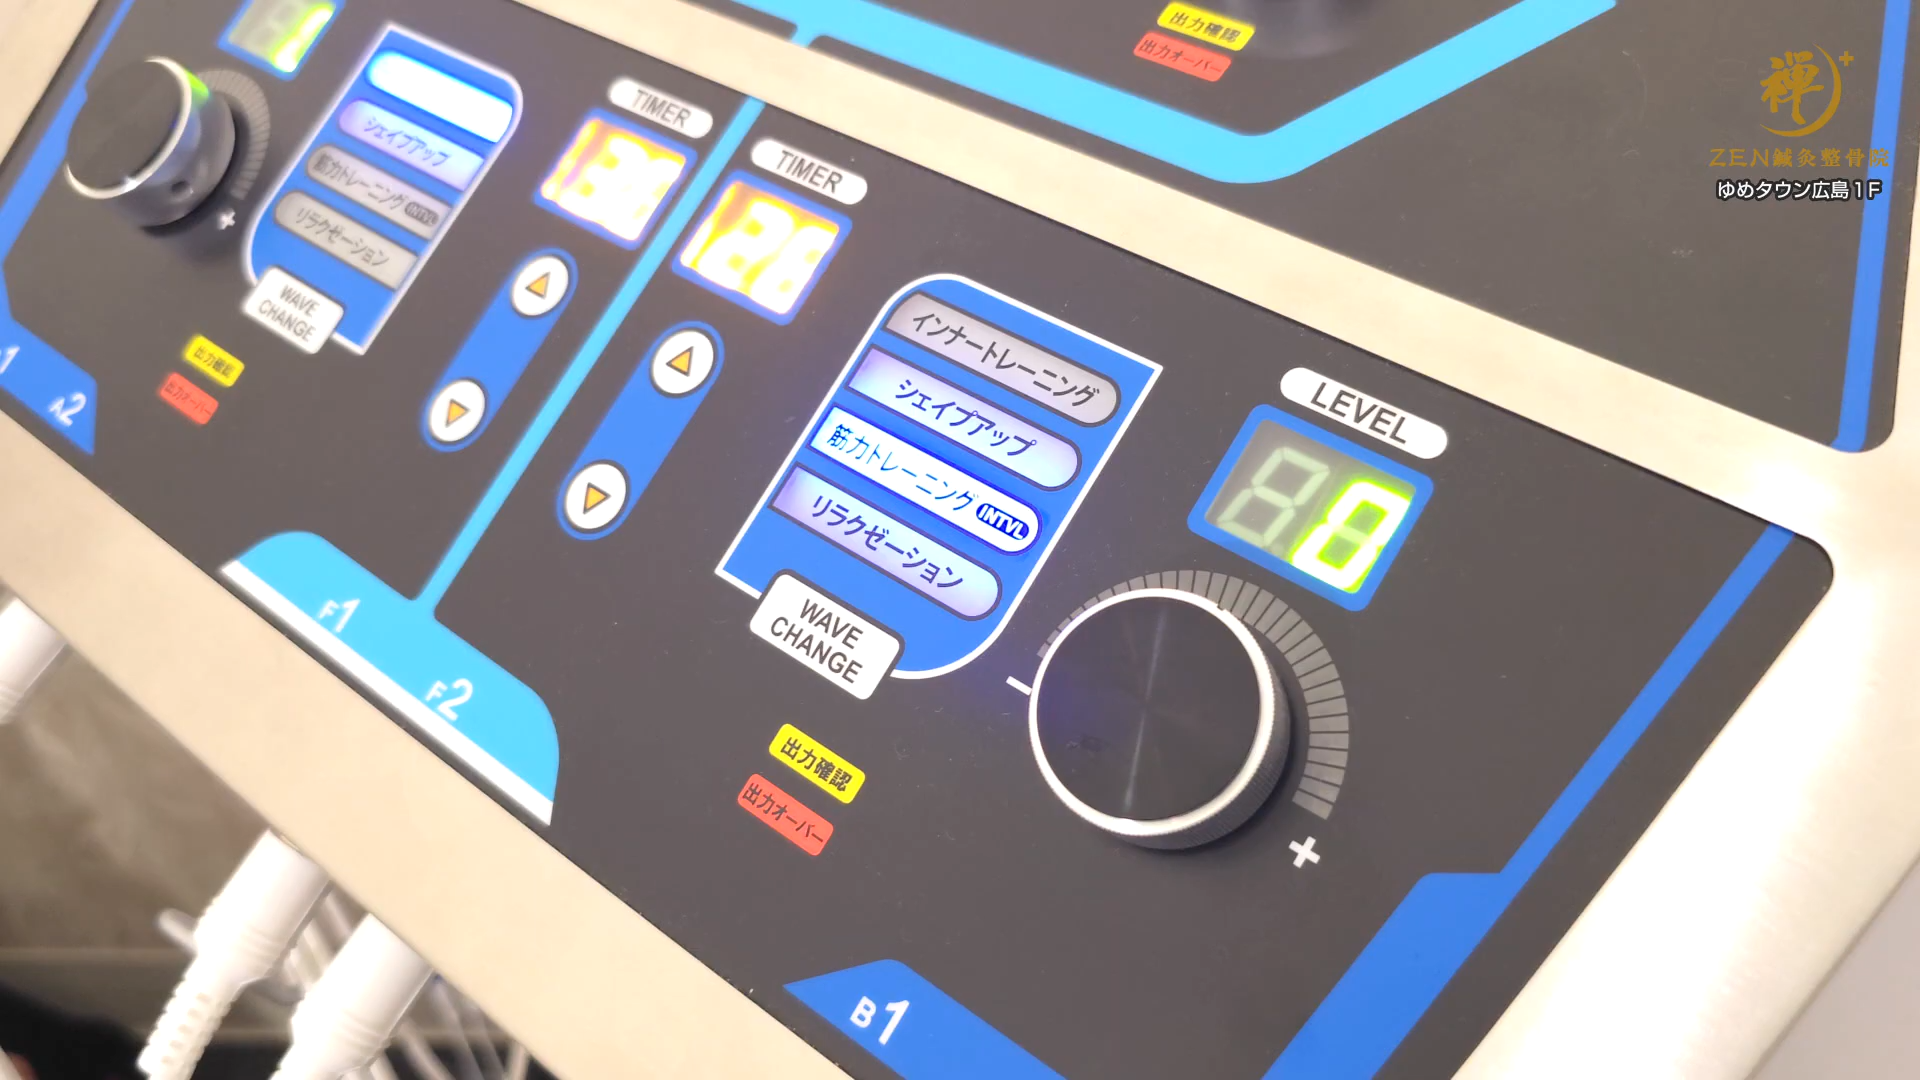 出力確認
出力オーバー
禅
ZEN鍼灸整骨院
ゆめタウン広島1F
1
シェイプアップ
筋力トレーニング INTVL
リラクゼーション
WAVE
CHANGE
出力確認
出力オーバー
A2
TIMER
TIMER
インナートレーニング
シェイプアップ
筋力トレーニング INTVL
リラクゼーション
WAVE
CHANGE
LEVEL
0
−
+
出力確認
出力オーバー
F1
F2
B1